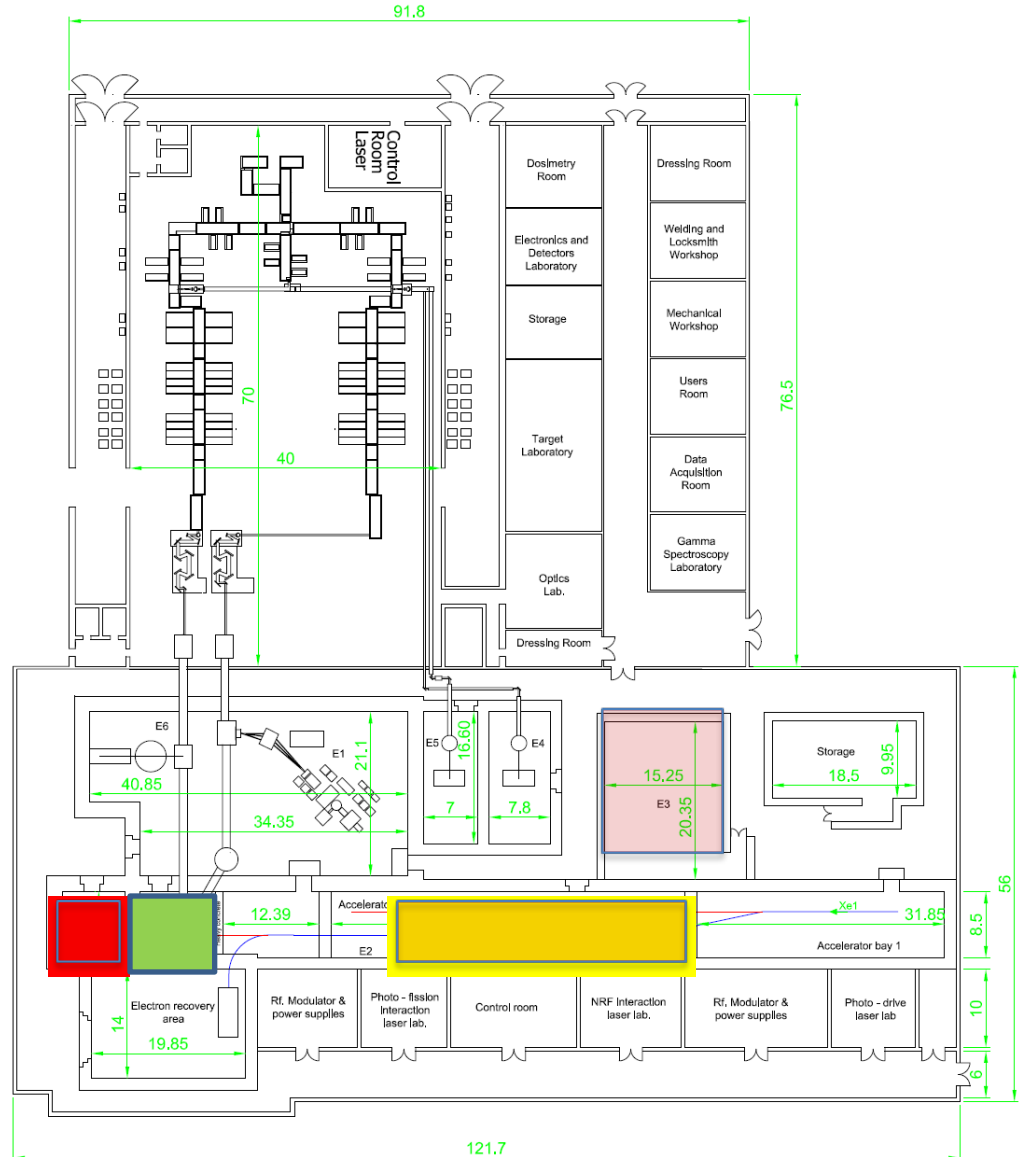 91.8
Control
Room
Laser
Dosimetry
Room
Dressing Room
Electronics and
Detectors
Laboratory
Welding and
Locksmith
Workshop
Storage
Mechanical
Workshop
70
76.5
Users
Room
40
Target
Laboratory
Data
Acquisition
Room
Gamma
Spectroscopy
Laboratory
Optics
Lab.
Dressing Room
E6
E1
E5
E4
16.60
21.1
Storage
9.95
40.85
15.25
18.5
E3
34.35
7
7.8
20.35
56
12.39
Accelerato
Xe1
31.85
8.5
E2
Accelerator bay 1
Electron recovery
area
14
19.85
Rf, Modulator &
power supplies
Photo - fission
Interaction
laser lab.
Control room
NRF Interaction
laser lab.
Rf, Modulator &
power supplies
Photo - drive
laser lab
10
6
121.7